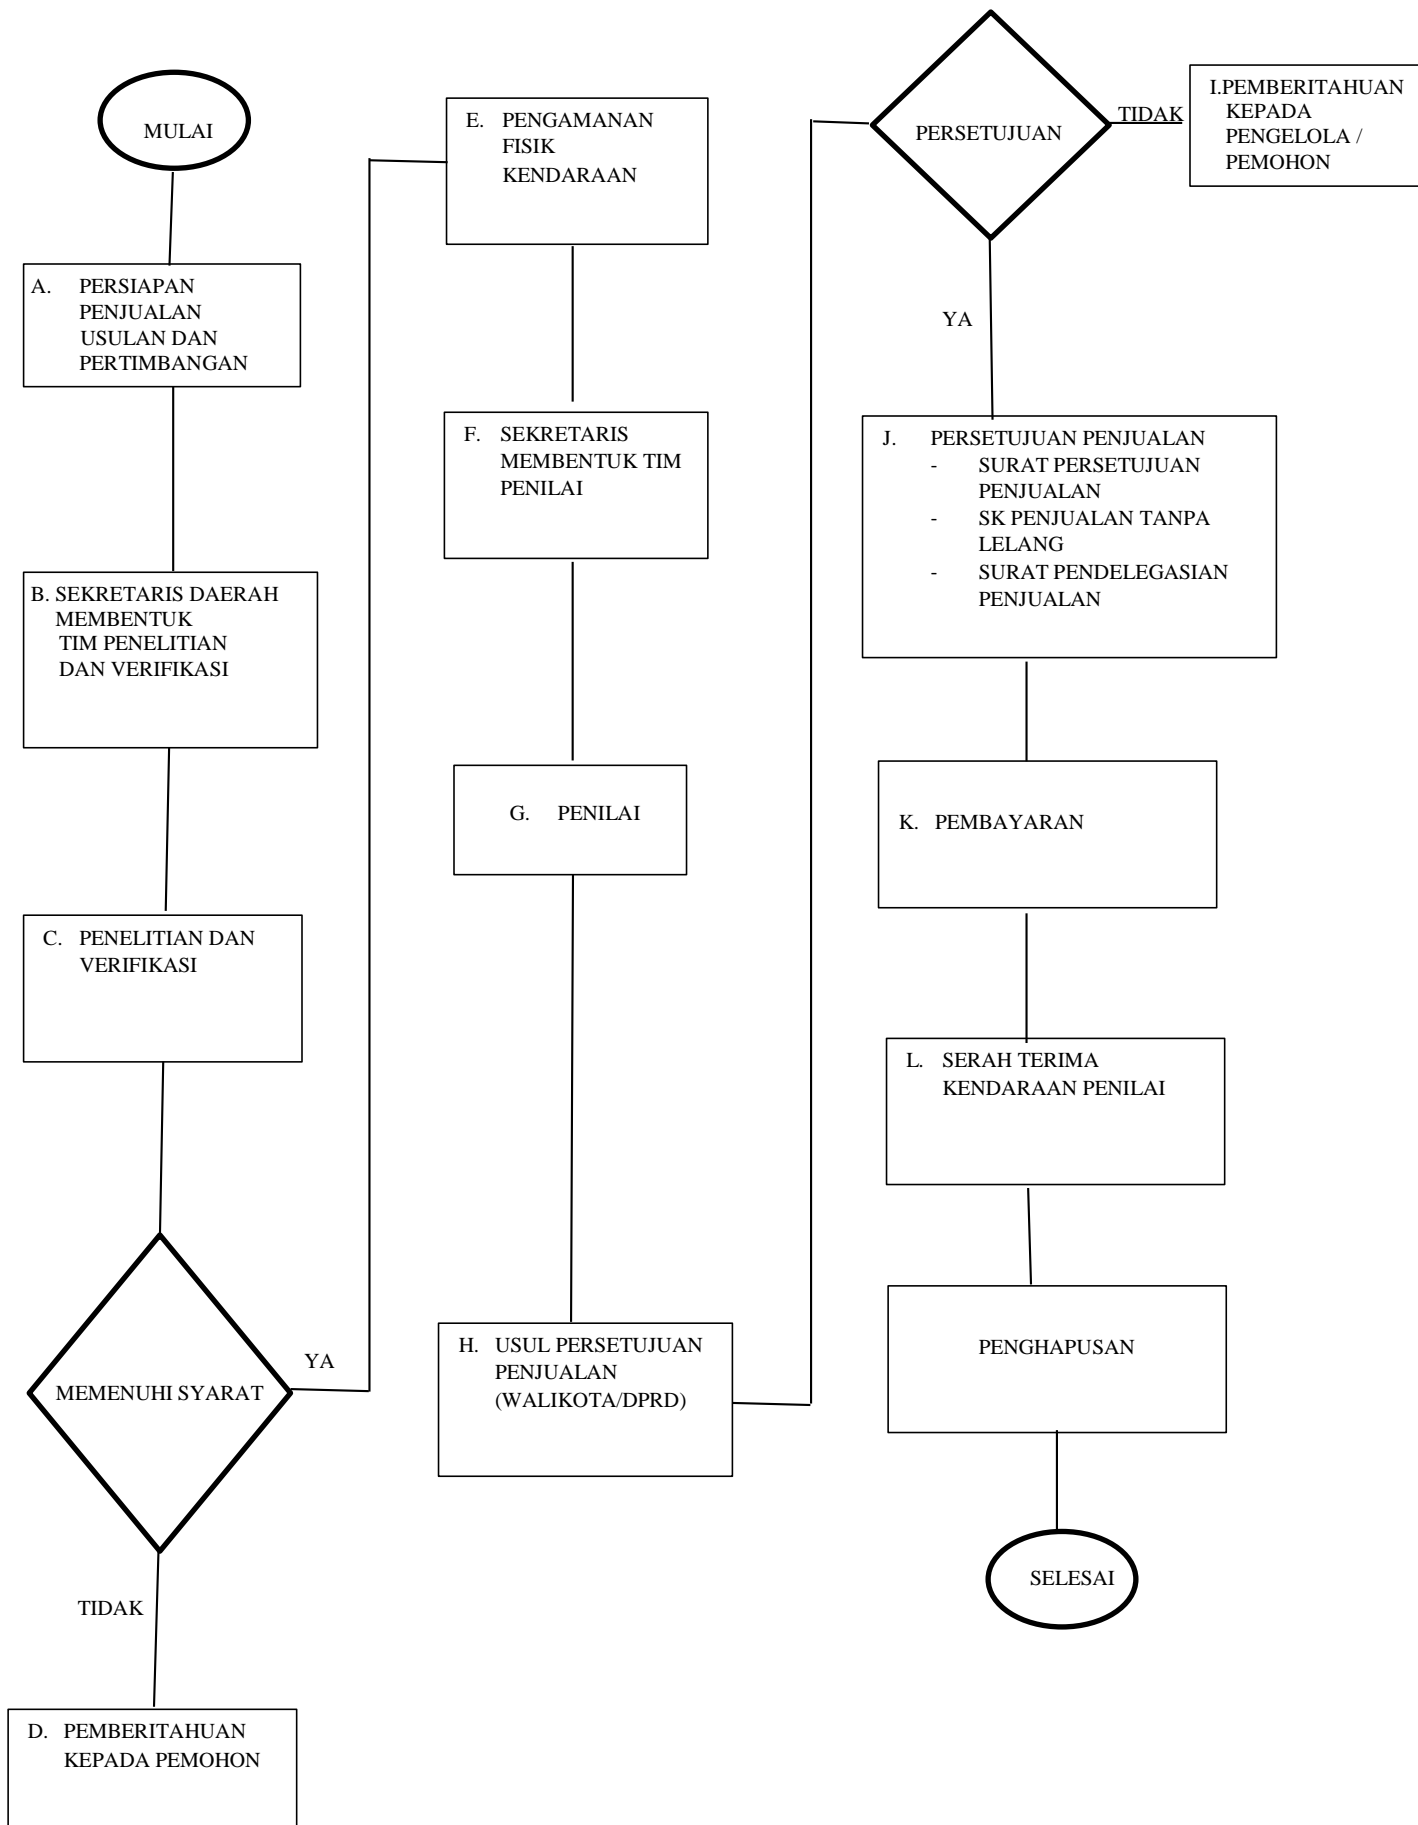 MULAI
A. PERSIAPAN
PENJUALAN
USULAN DAN
PERTIMBANGAN
B. SEKRETARIS DAERAH
MEMBENTUK
TIM PENELITIAN
DAN VERIFIKASI
C. PENELITIAN DAN
VERIFIKASI
MEMENUHI SYARAT
YA
TIDAK
D. PEMBERITAHUAN
KEPADA PEMOHON
E. PENGAMANAN
FISIK
KENDARAAN
F. SEKRETARIS
MEMBENTUK TIM
PENILAI
G. PENILAI
H. USUL PERSETUJUAN
PENJUALAN
(WALIKOTA/DPRD)
PERSETUJUAN
TIDAK
I.PEMBERITAHUAN
KEPADA
PENGELOLA /
PEMOHON
YA
J. PERSETUJUAN PENJUALAN
- SURAT PERSETUJUAN
PENJUALAN
- SK PENJUALAN TANPA
LELANG
- SURAT PENDELEGASIAN
PENJUALAN
K. PEMBAYARAN
L. SERAH TERIMA
KENDARAAN PENILAI
PENGHAPUSAN
SELESAI